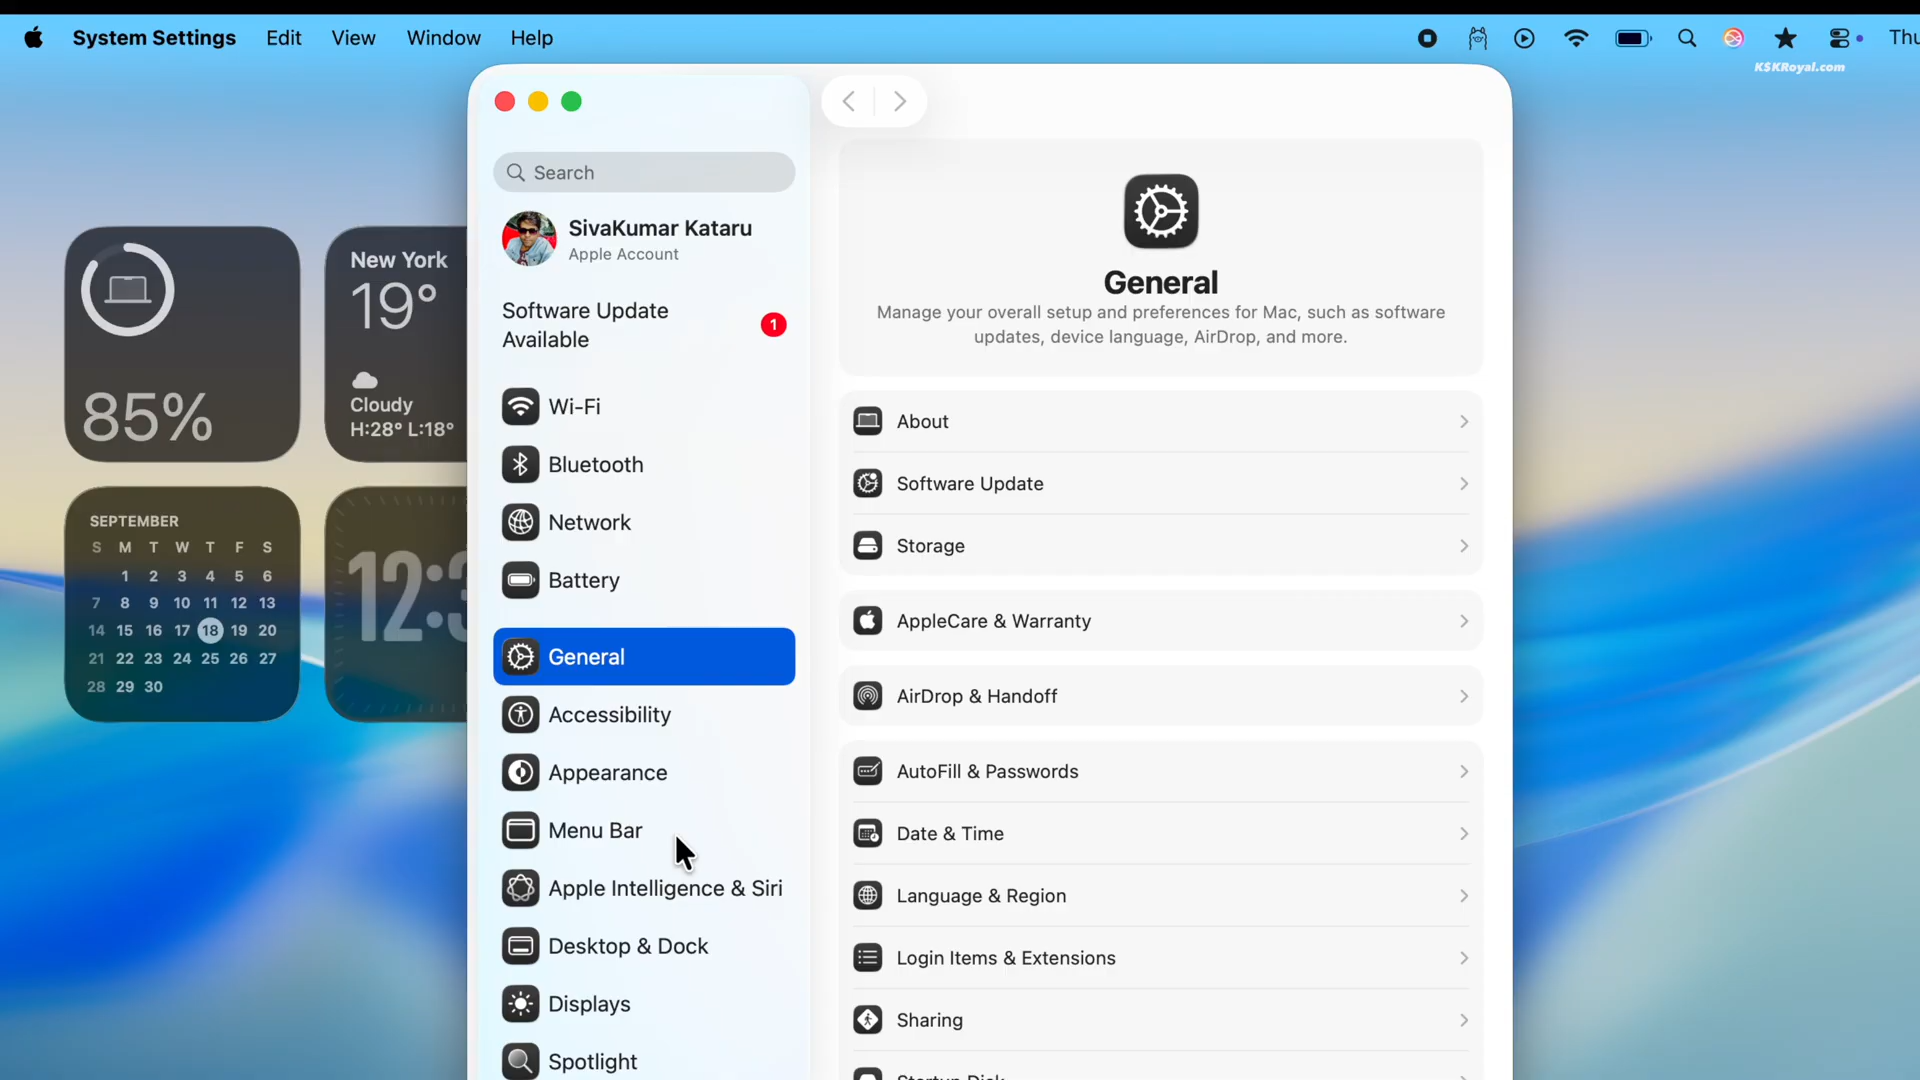 System Settings Edit View Window Help
Thu
KSKRoyal.com
Search
SivaKumar Kataru
Apple Account
Software Update
Available
1
Wi-Fi
Bluetooth
Network
Battery
General
Accessibility
Appearance
Menu Bar
Apple Intelligence & Siri
Desktop & Dock
Displays
Spotlight
General
Manage your overall setup and preferences for Mac, such as software
updates, device language, AirDrop, and more.
About
Software Update
Storage
AppleCare & Warranty
AirDrop & Handoff
AutoFill & Passwords
Date & Time
Language & Region
Login Items & Extensions
Sharing
85%
New York
19°
Cloudy
H:28° L:18°
SEPTEMBER
S M T W T F S
1 2 3 4 5 6
7 8 9 10 11 12 13
14 15 16 17 18 19 20
21 22 23 24 25 26 27
28 29 30
12:3